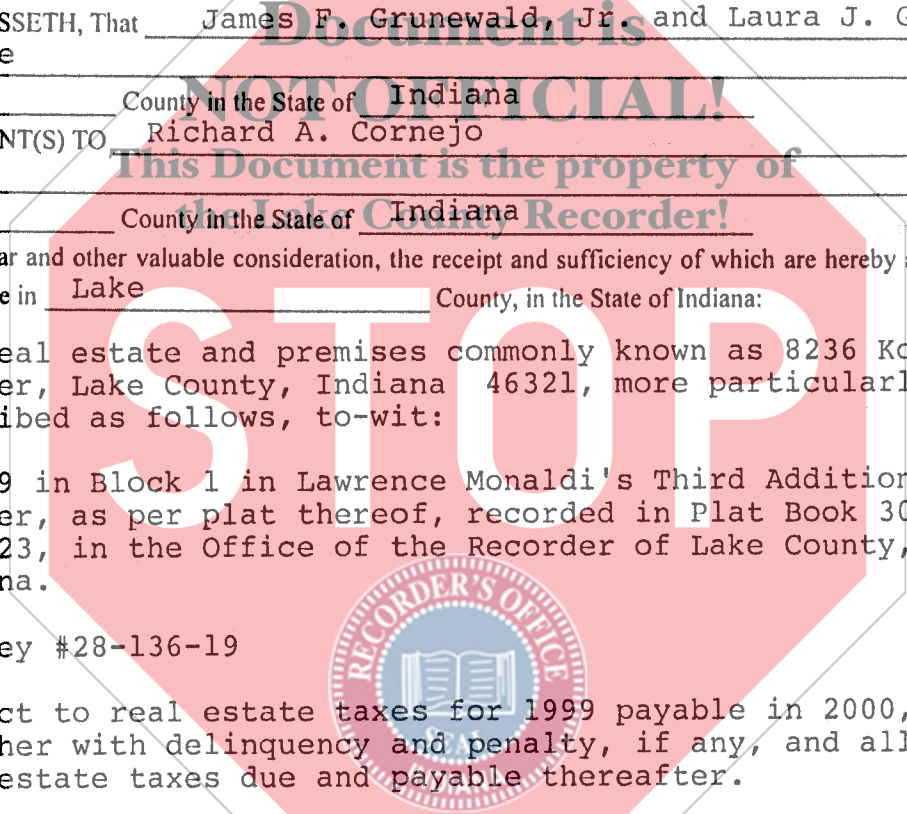 SSETH, That James F. Grunewald, Jr. and Laura J. G
e
Document is
County in the State of Indiana
NOT OFFICIAL!
NT(S) TO Richard A. Cornejo
This Document is the property of
County in the State of Indiana
the Lake County Recorder!
ar and other valuable consideration, the receipt and sufficiency of which are hereby a
e in Lake County, in the State of Indiana:
STOP
eal estate and premises commonly known as 8236 Ko
er, Lake County, Indiana 46321, more particularl
ibed as follows, to-wit:
9 in Block 1 in Lawrence Monaldi's Third Addition
er, as per plat thereof, recorded in Plat Book 30
23, in the Office of the Recorder of Lake County,
na.
RECORDER'S OFFICE
ey #28-136-19
ct to real estate taxes for 1999 payable in 2000,
her with delinquency and penalty, if any, and all
SEAL
estate taxes due and payable thereafter.